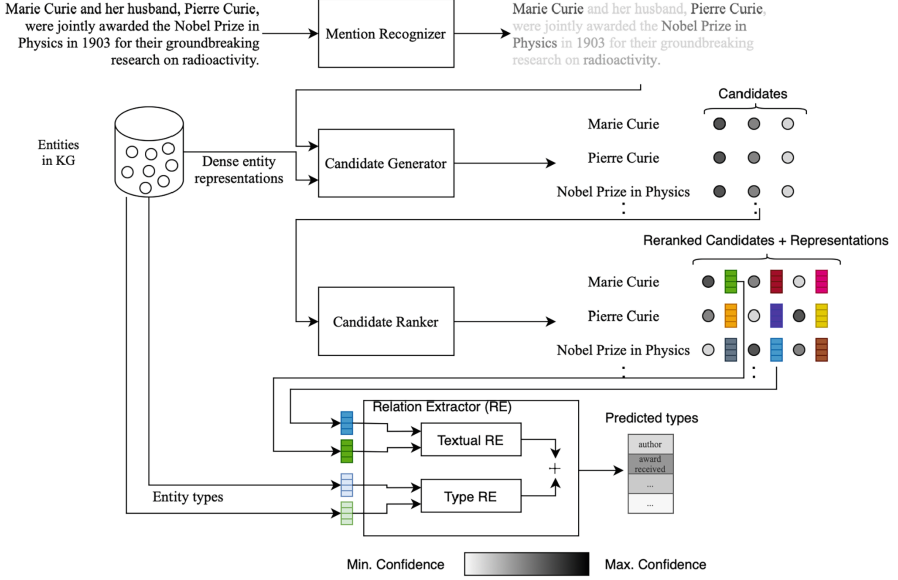 Marie Curie and her husband, Pierre Curie,
were jointly awarded the Nobel Prize in
Physics in 1903 for their groundbreaking
research on radioactivity.
Mention Recognizer
Marie Curie and her husband, Pierre Curie,
were jointly awarded the Nobel Prize in
Physics in 1903 for their groundbreaking
research on radioactivity.
Candidates
Entities
in KG
Dense entity
representations
Candidate Generator
Marie Curie
Pierre Curie
Nobel Prize in Physics
Reranked Candidates + Representations
Candidate Ranker
Marie Curie
Pierre Curie
Nobel Prize in Physics
Relation Extractor (RE)
Textual RE
+
Type RE
Entity types
Predicted types
author
award
received
...
...
Min. Confidence
Max. Confidence